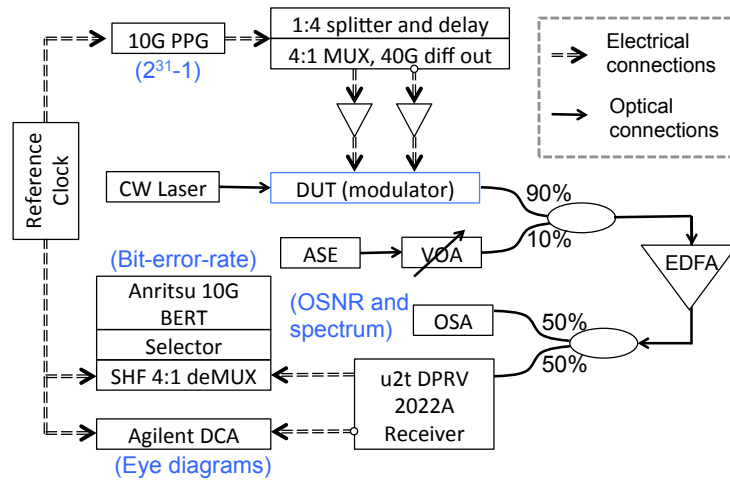 10G PPG
(2³¹-1)
1:4 splitter and delay
4:1 MUX, 40G diff out
Electrical
connections
Optical
connections
Reference
Clock
CW Laser
DUT (modulator)
90%
10%
ASE
VOA
EDFA
(Bit-error-rate)
Anritsu 10G
BERT
Selector
SHF 4:1 deMUX
(OSNR and
spectrum)
OSA
50%
50%
u2t DPRV
2022A
Receiver
Agilent DCA
(Eye diagrams)